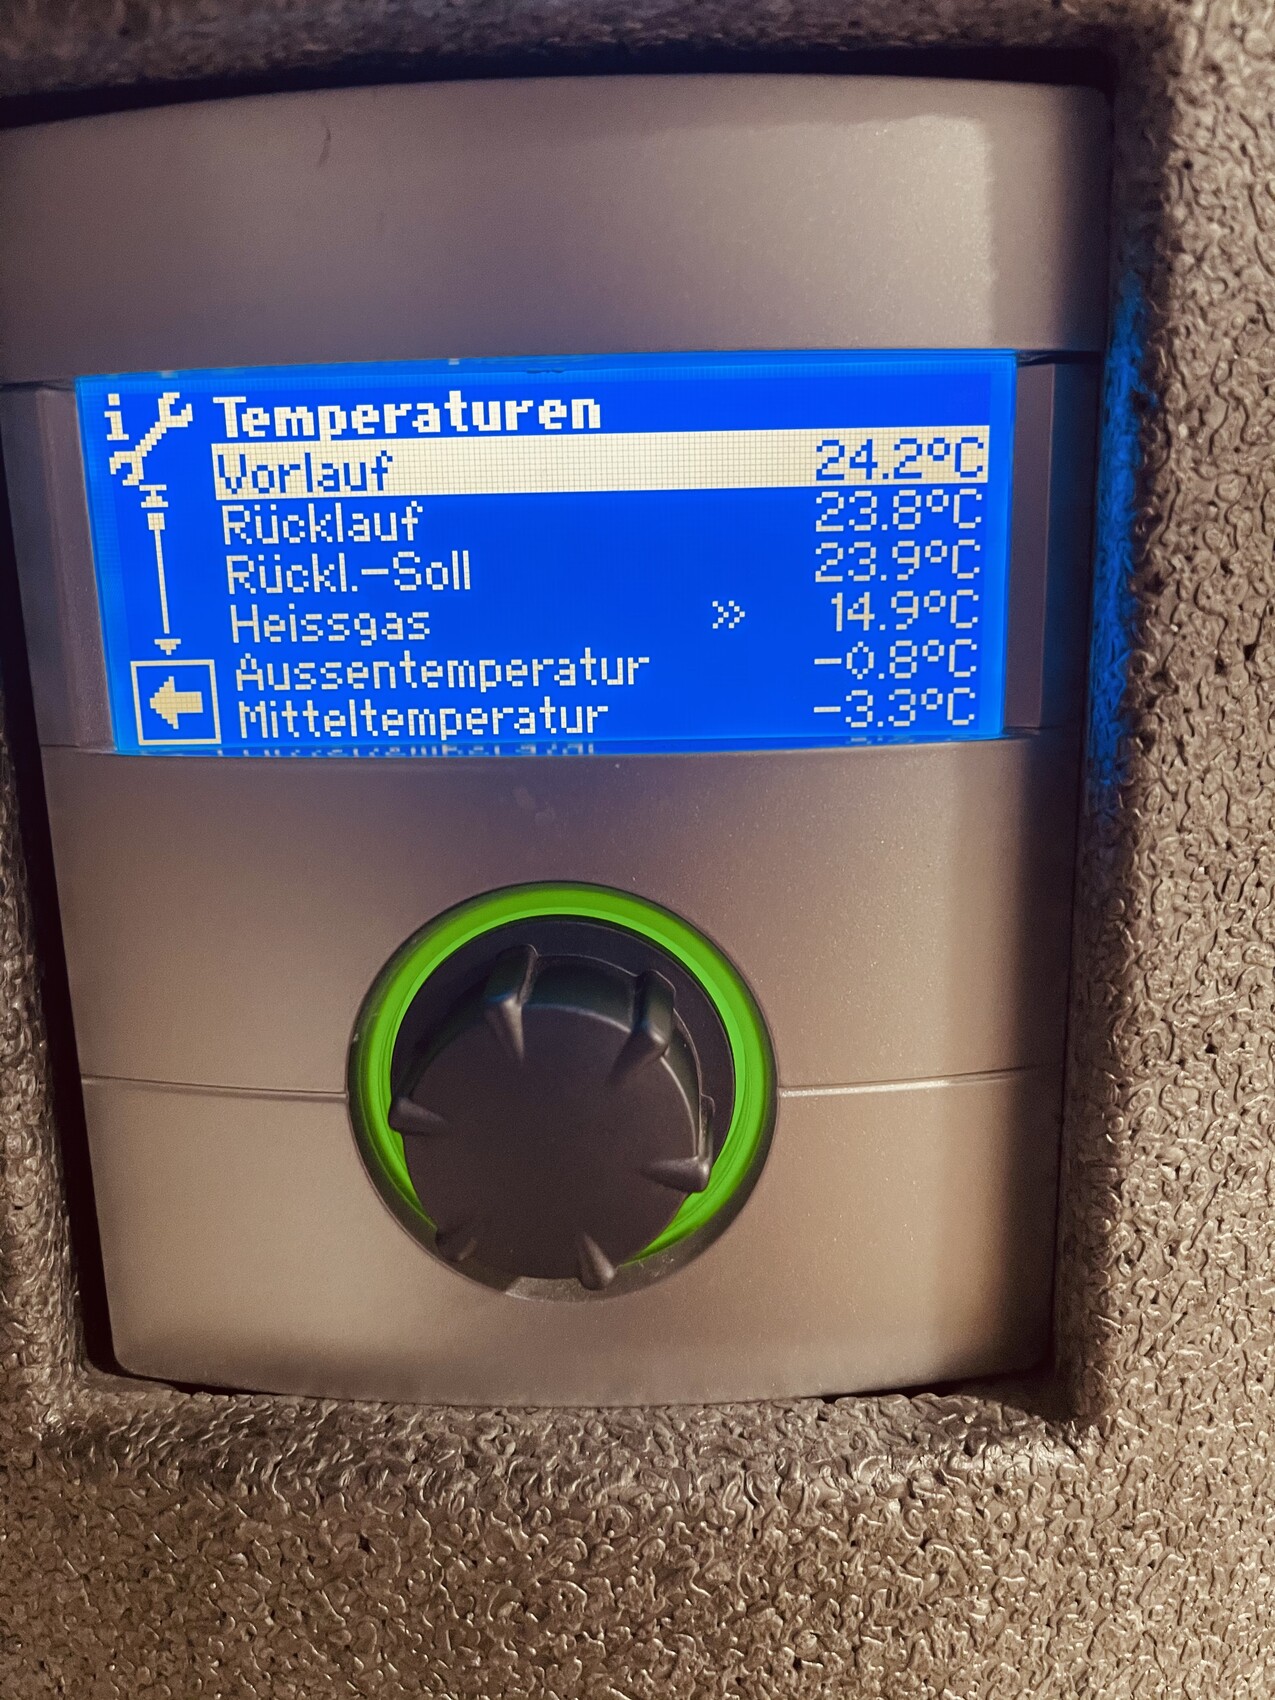 Temperaturen
Vorlauf 24.2°C
Rücklauf 23.8°C
Rückl.-Soll 23.9°C
Heissgas » 14.9°C
Aussentemperatur -0.8°C
Mitteltemperatur -3.3°C